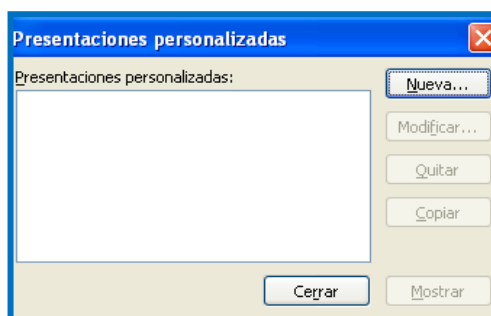 Presentaciones personalizadas
Presentaciones personalizadas:
Nueva...
Modificar...
Quitar
Copiar
Cerrar
Mostrar